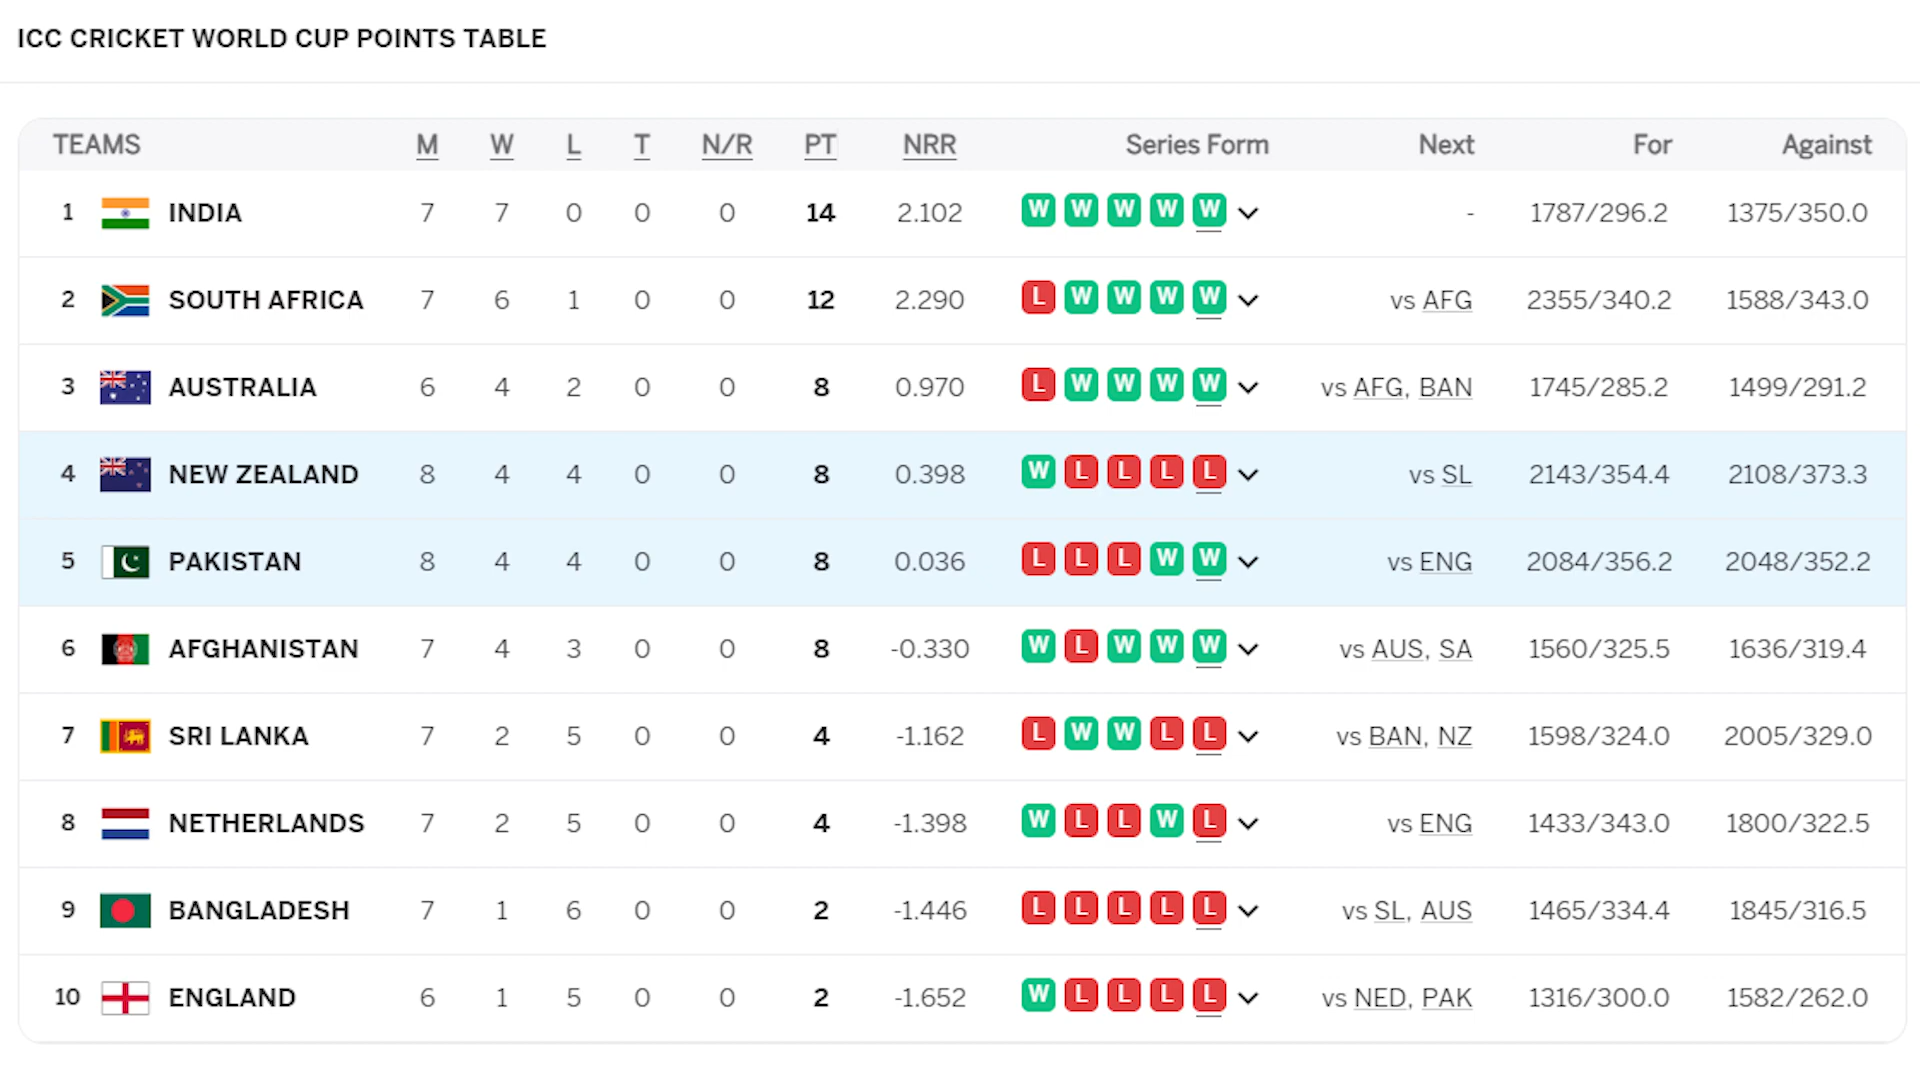 ICC CRICKET WORLD CUP POINTS TABLE
TEAMS M W L T N/R PT NRR Series Form Next For Against
1 INDIA 7 7 0 0 0 14 2.102 W W W W W - 1787/296.2 1375/350.0
2 SOUTH AFRICA 7 6 1 0 0 12 2.290 L W W W W vs AFG 2355/340.2 1588/343.0
3 AUSTRALIA 6 4 2 0 0 8 0.970 L W W W W vs AFG, BAN 1745/285.2 1499/291.2
4 NEW ZEALAND 8 4 4 0 0 8 0.398 W L L L L vs SL 2143/354.4 2108/373.3
5 PAKISTAN 8 4 4 0 0 8 0.036 L L L W W vs ENG 2084/356.2 2048/352.2
6 AFGHANISTAN 7 4 3 0 0 8 -0.330 W L W W W vs AUS, SA 1560/325.5 1636/319.4
7 SRI LANKA 7 2 5 0 0 4 -1.162 L W W L L vs BAN, NZ 1598/324.0 2005/329.0
8 NETHERLANDS 7 2 5 0 0 4 -1.398 W L L W L vs ENG 1433/343.0 1800/322.5
9 BANGLADESH 7 1 6 0 0 2 -1.446 L L L L L vs SL, AUS 1465/334.4 1845/316.5
10 ENGLAND 6 1 5 0 0 2 -1.652 W L L L L vs NED, PAK 1316/300.0 1582/262.0